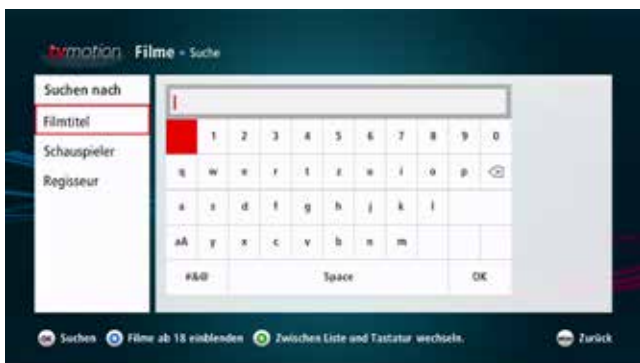 tvmotion Filme - Suche
Suchen nach
Filmtitel
Schauspieler
Regisseur
1 2 3 4 5 6 7 8 9 0
q w e r t z u i o p
a s d f g h j k l
aA y x c v b n m
#&@ Space OK
OK Suchen Filme ab 18 einblenden Zwischen Liste und Tastatur wechseln. Zurück